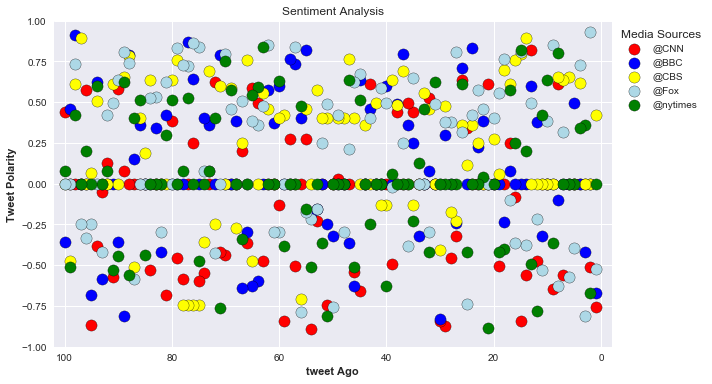 Sentiment Analysis
Media Sources
@CNN
@BBC
@CBS
@Fox
@nytimes
Tweet Polarity
1.00
0.75
0.50
0.25
0.00
−0.25
−0.50
−0.75
−1.00
100 80 60 40 20 0
tweet Ago